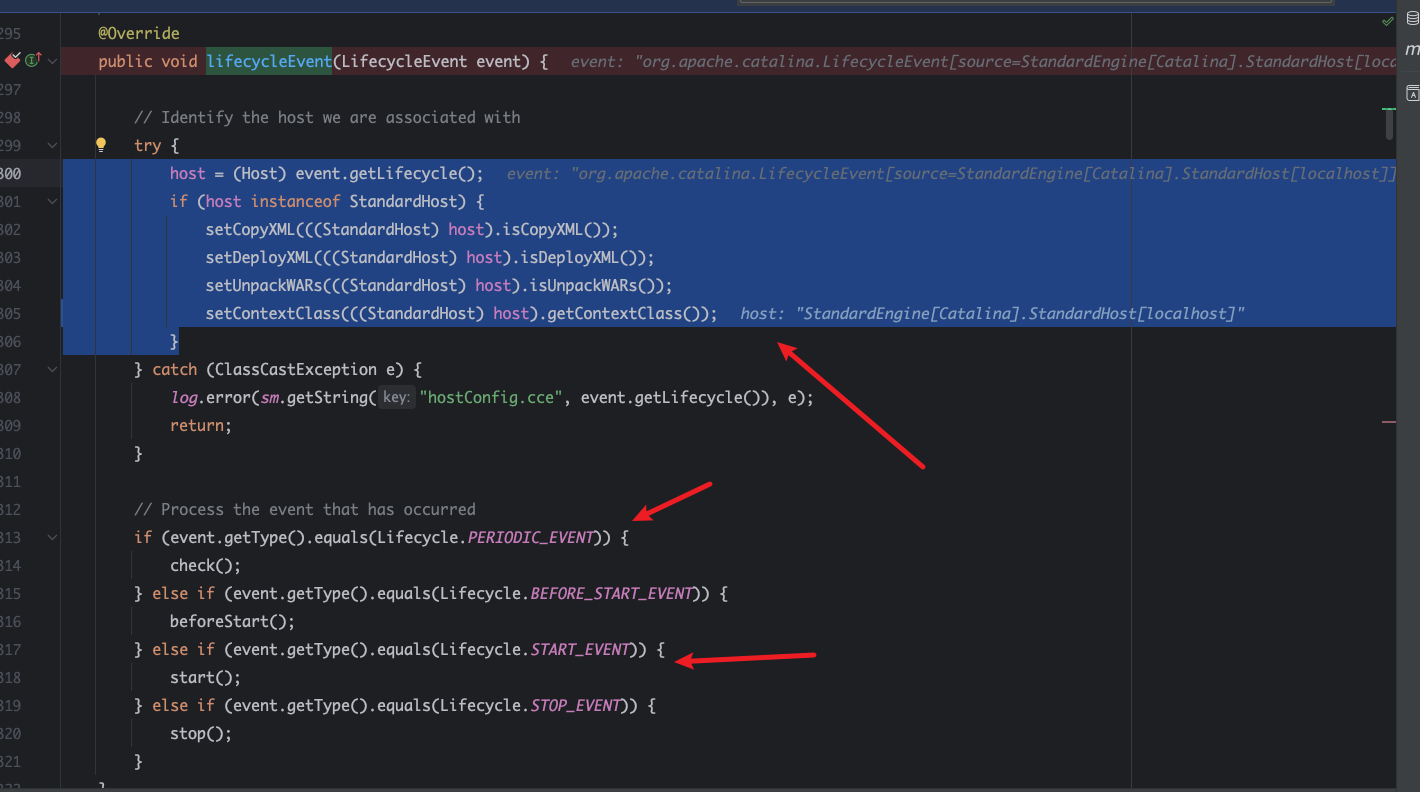 295 @Override
public void lifecycleEvent(LifecycleEvent event) { event: "org.apache.catalina.LifecycleEvent[source=StandardEngine[Catalina].StandardHost[loca
297
298 // Identify the host we are associated with
299 try {
300 host = (Host) event.getLifecycle(); event: "org.apache.catalina.LifecycleEvent[source=StandardEngine[Catalina].StandardHost[localhost]]
301 if (host instanceof StandardHost) {
302 setCopyXML(((StandardHost) host).isCopyXML());
303 setDeployXML(((StandardHost) host).isDeployXML());
304 setUnpackWARs(((StandardHost) host).isUnpackWARs());
305 setContextClass(((StandardHost) host).getContextClass()); host: "StandardEngine[Catalina].StandardHost[localhost]"
306 }
307 } catch (ClassCastException e) {
308 log.error(sm.getString( key: "hostConfig.cce", event.getLifecycle()), e);
309 return;
310 }
311
312 // Process the event that has occurred
313 if (event.getType().equals(Lifecycle.PERIODIC_EVENT)) {
314 check();
315 } else if (event.getType().equals(Lifecycle.BEFORE_START_EVENT)) {
316 beforeStart();
317 } else if (event.getType().equals(Lifecycle.START_EVENT)) {
318 start();
319 } else if (event.getType().equals(Lifecycle.STOP_EVENT)) {
320 stop();
321 }